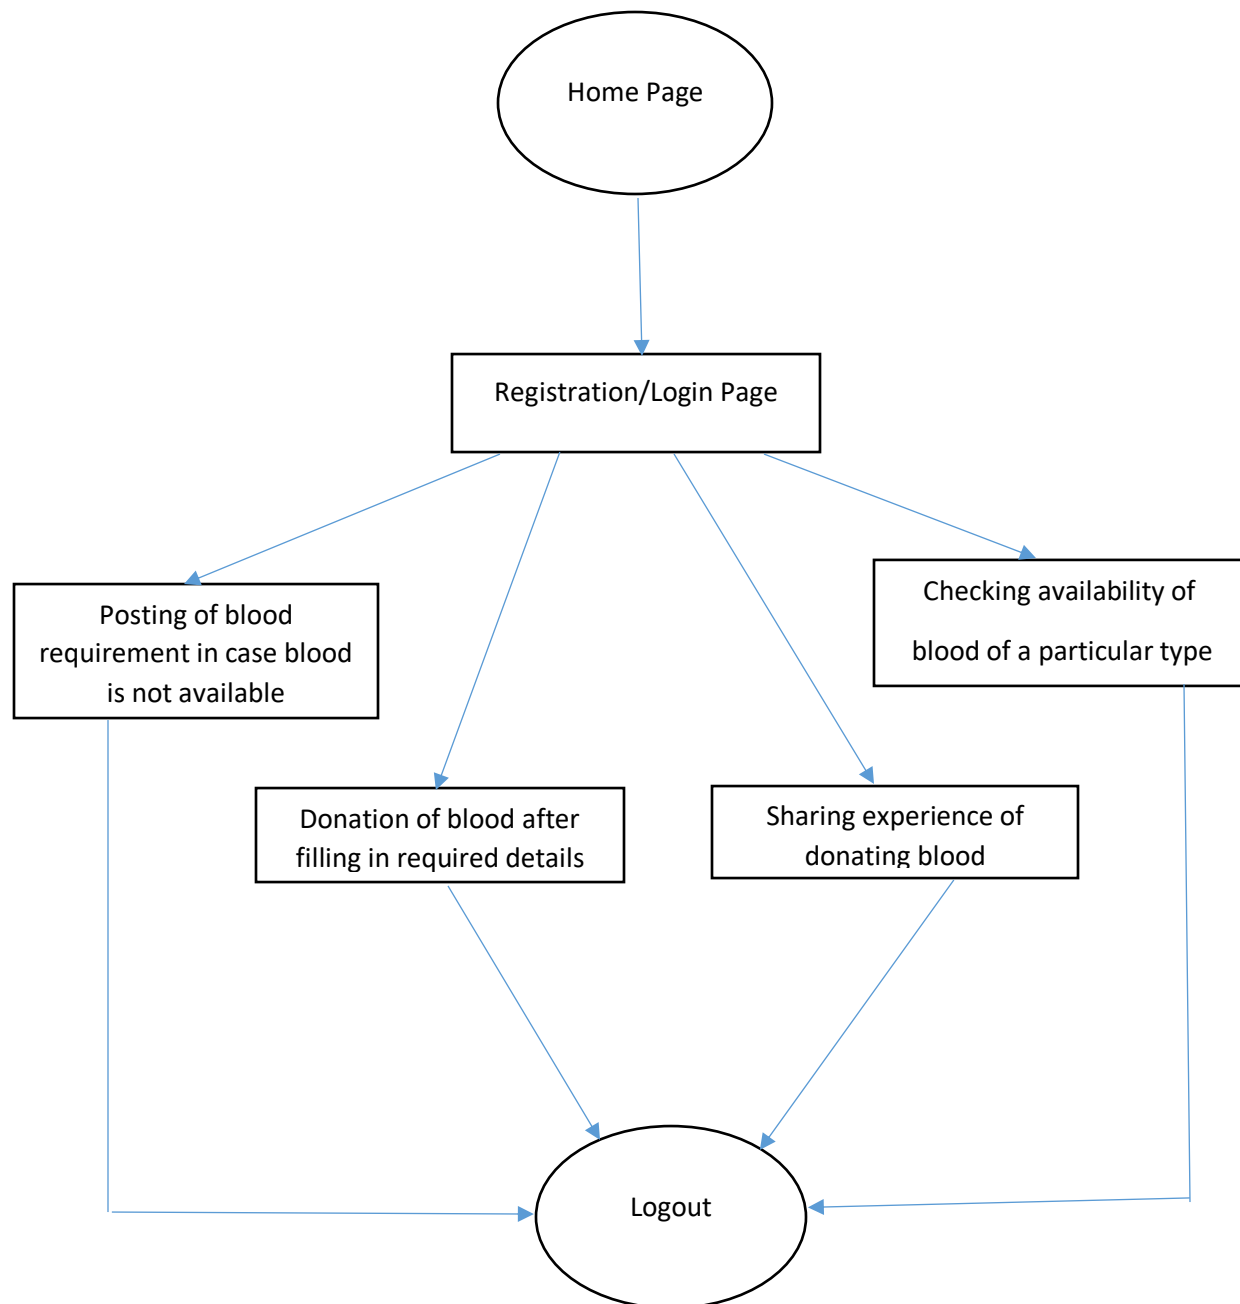 Home Page
Registration/Login Page
Posting of blood
requirement in case blood
is not available
Checking availability of
blood of a particular type
Donation of blood after
filling in required details
Sharing experience of
donating blood
Logout